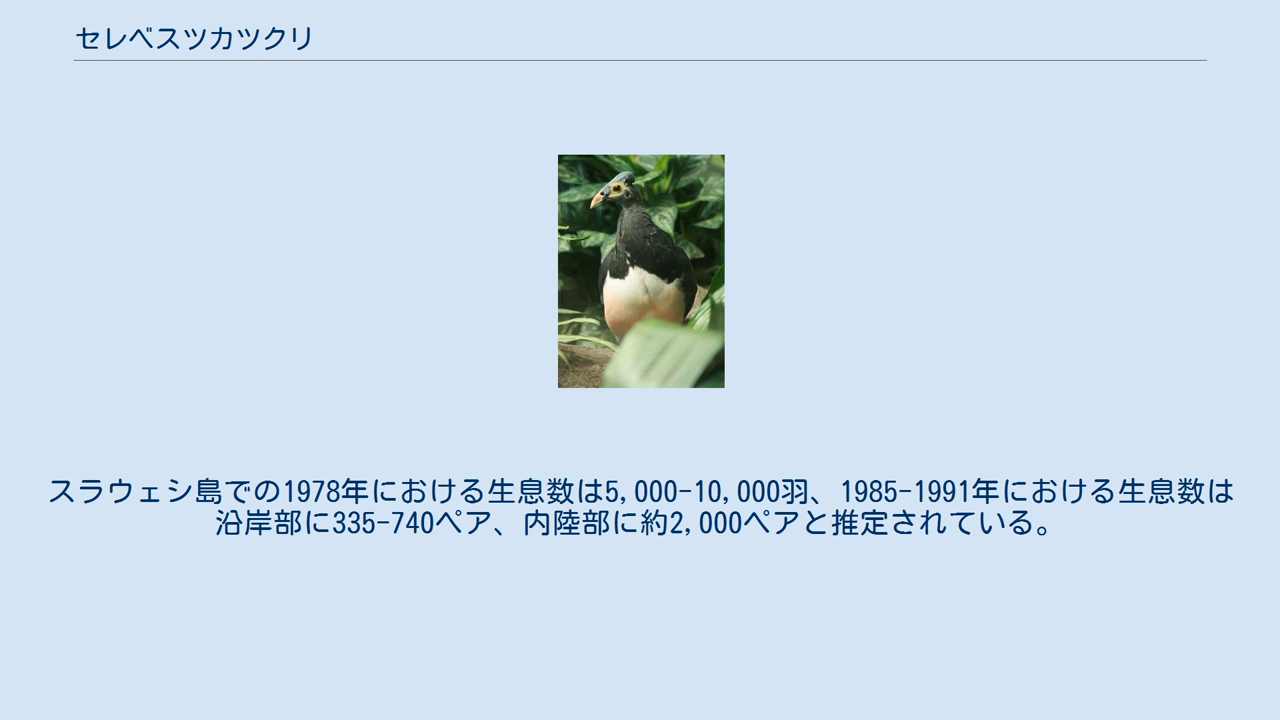 セレベスツカツクリ
スラウェシ島での1978年における生息数は5,000-10,000羽、1985-1991年における生息数は
沿岸部に335-740ペア、内陸部に約2,000ペアと推定されている。